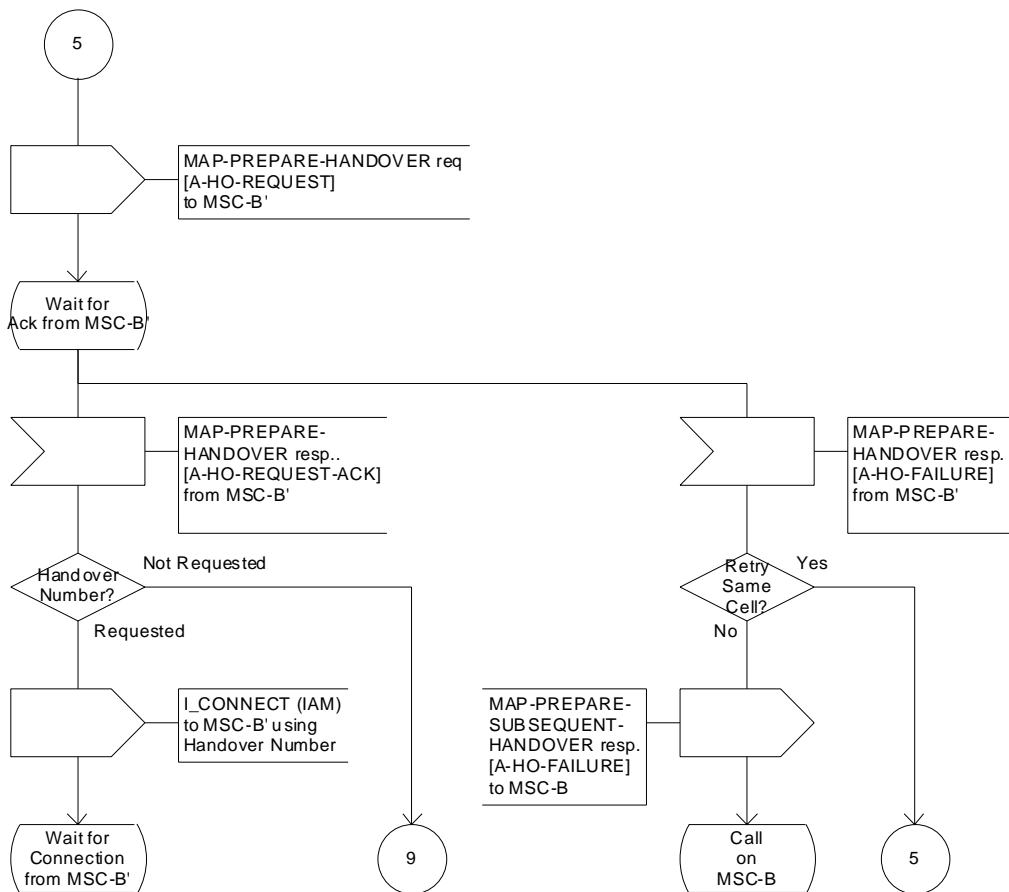 5
MAP-PREPARE-HANDOVER req
[A-HO-REQUEST]
to MSC-B'
Wait for
Ack from MSC-B'
MAP-PREPARE-
HANDOVER resp..
[A-HO-REQUEST-ACK]
from MSC-B'
MAP-PREPARE-
HANDOVER resp.
[A-HO-FAILURE]
from MSC-B'
Handover
Number?
Not Requested
Requested
Retry
Same
Cell?
Yes
No
I_CONNECT (IAM)
to MSC-B' using
Handover Number
MAP-PREPARE-
SUBSEQUENT-
HANDOVER resp.
[A-HO-FAILURE]
to MSC-B
Wait for
Connection
from MSC-B'
9
Call
on
MSC-B
5